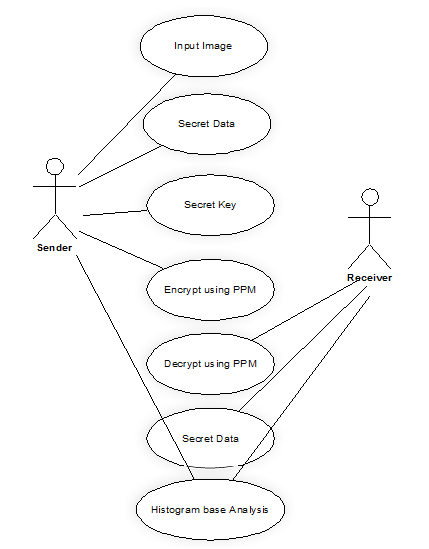 Input Image
Secret Data
Secret Key
Sender
Receiver
Encrypt using PPM
Decrypt using PPM
Secret Data
Histogram base Analysis